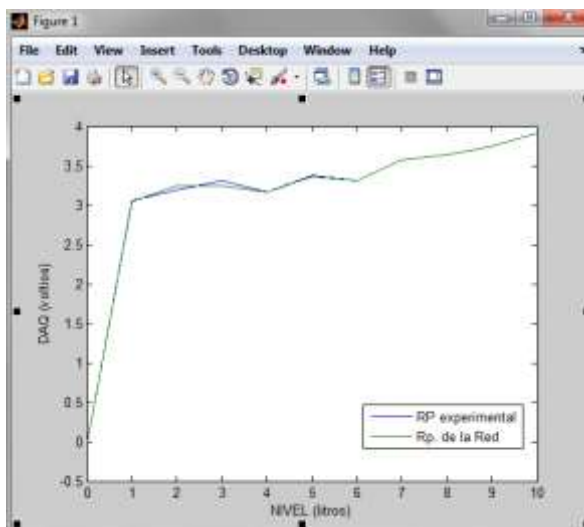 Figure 1
File Edit View Insert Tools Desktop Window Help
4
3.5
3
2.5
2
1.5
1
0.5
0
-0.5
DAQ (voltios)
0 1 2 3 4 5 6 7 8 9 10
NIVEL (litros)
RP experimental
Rp. de la Red